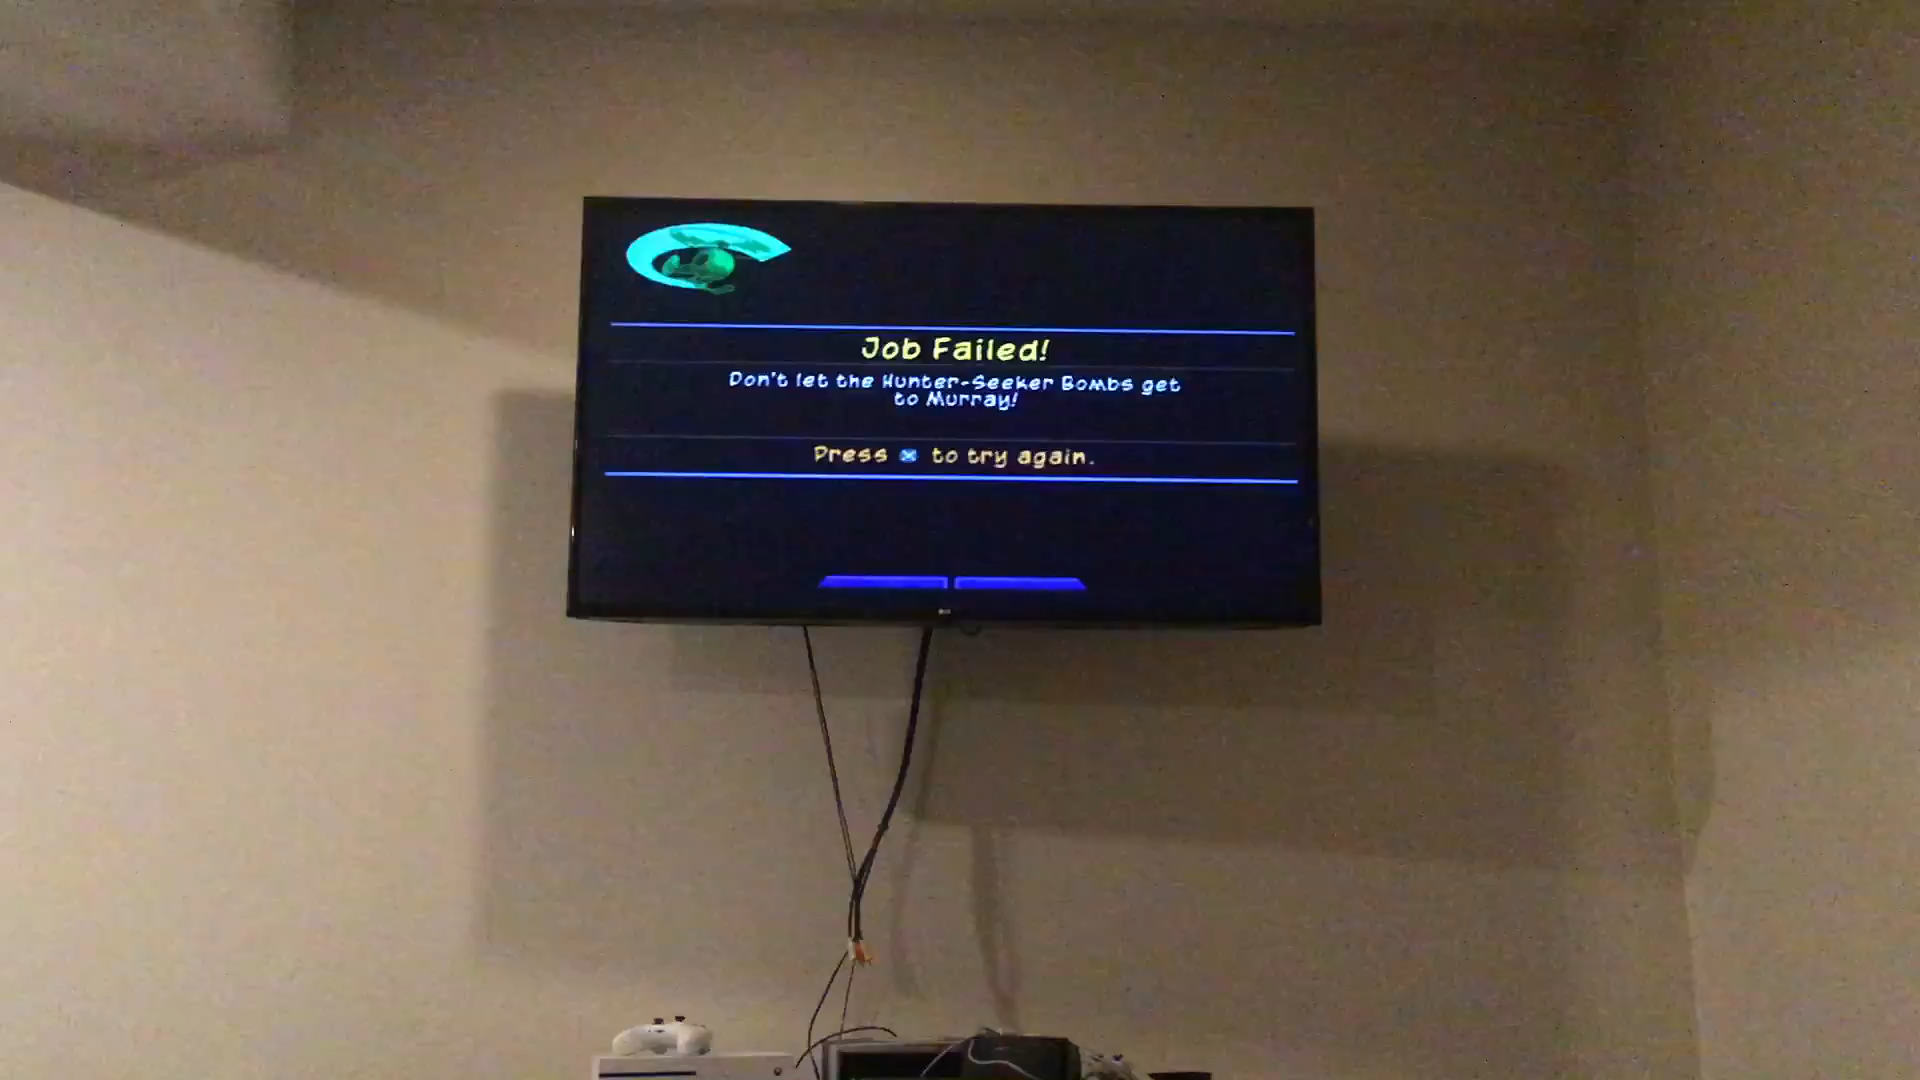 Job Failed!
Don't let the Hunter-Seeker Bombs get
to Murray!
Press to try again.